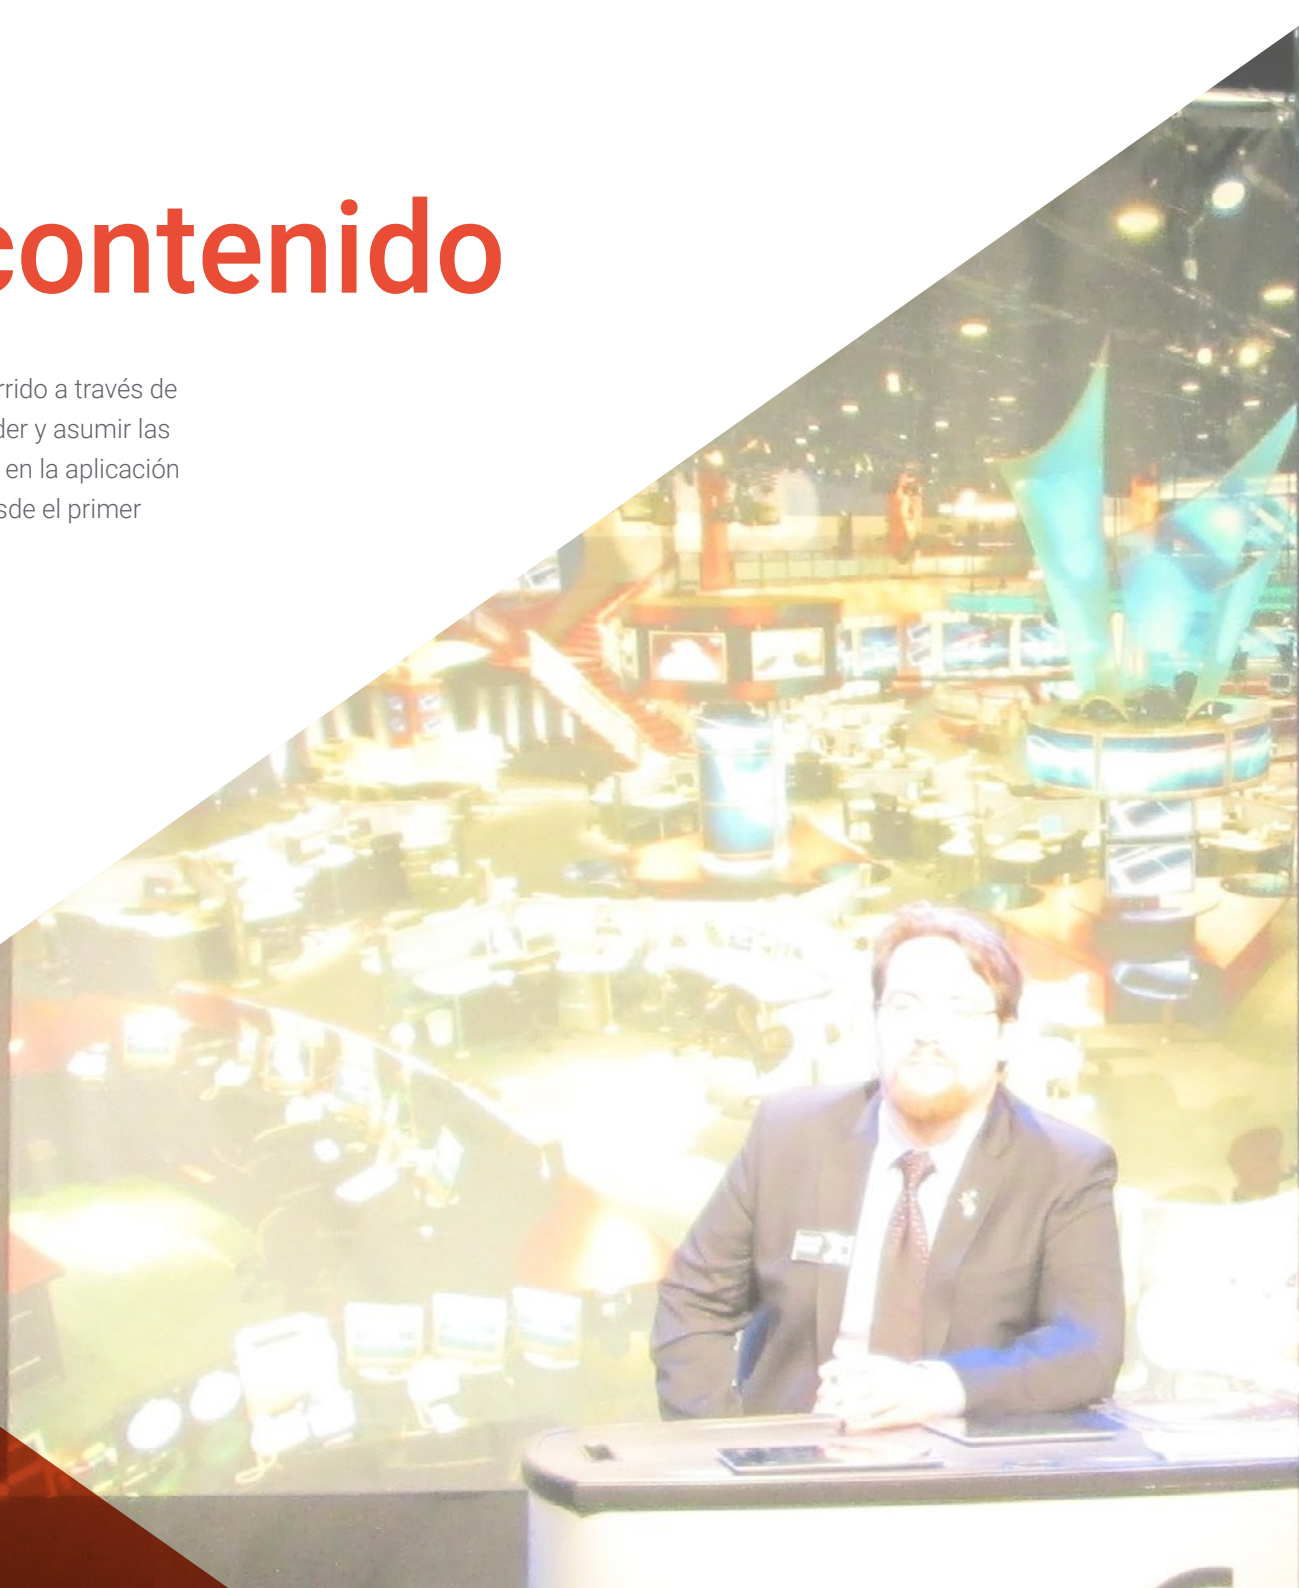 contenido
rrido a través de
der y asumir las
en la aplicación
sde el primer